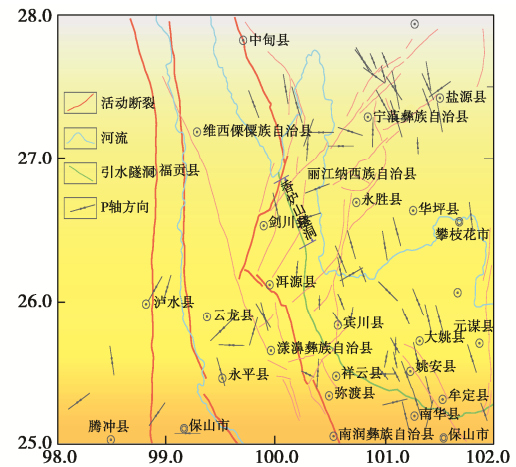 28.0
中甸县
盐源县
活动断裂
宁蒗彝族自治县
河流
维西傈僳族自治县
27.0
引水隧洞
福贡县
丽江纳西族自治县
香炉山隧洞
永胜县
P轴方向
华坪县
剑川县
攀枝花市
洱源县
26.0
泸水县
云龙县
宾川县
元谋县
大姚县
漾濞彝族自治县
永平县
祥云县
姚安县
弥渡县
牟定县
南华县
腾冲县
保山市
南润彝族自治县
保山市
25.0
98.0
99.0
100.0
101.0
102.0